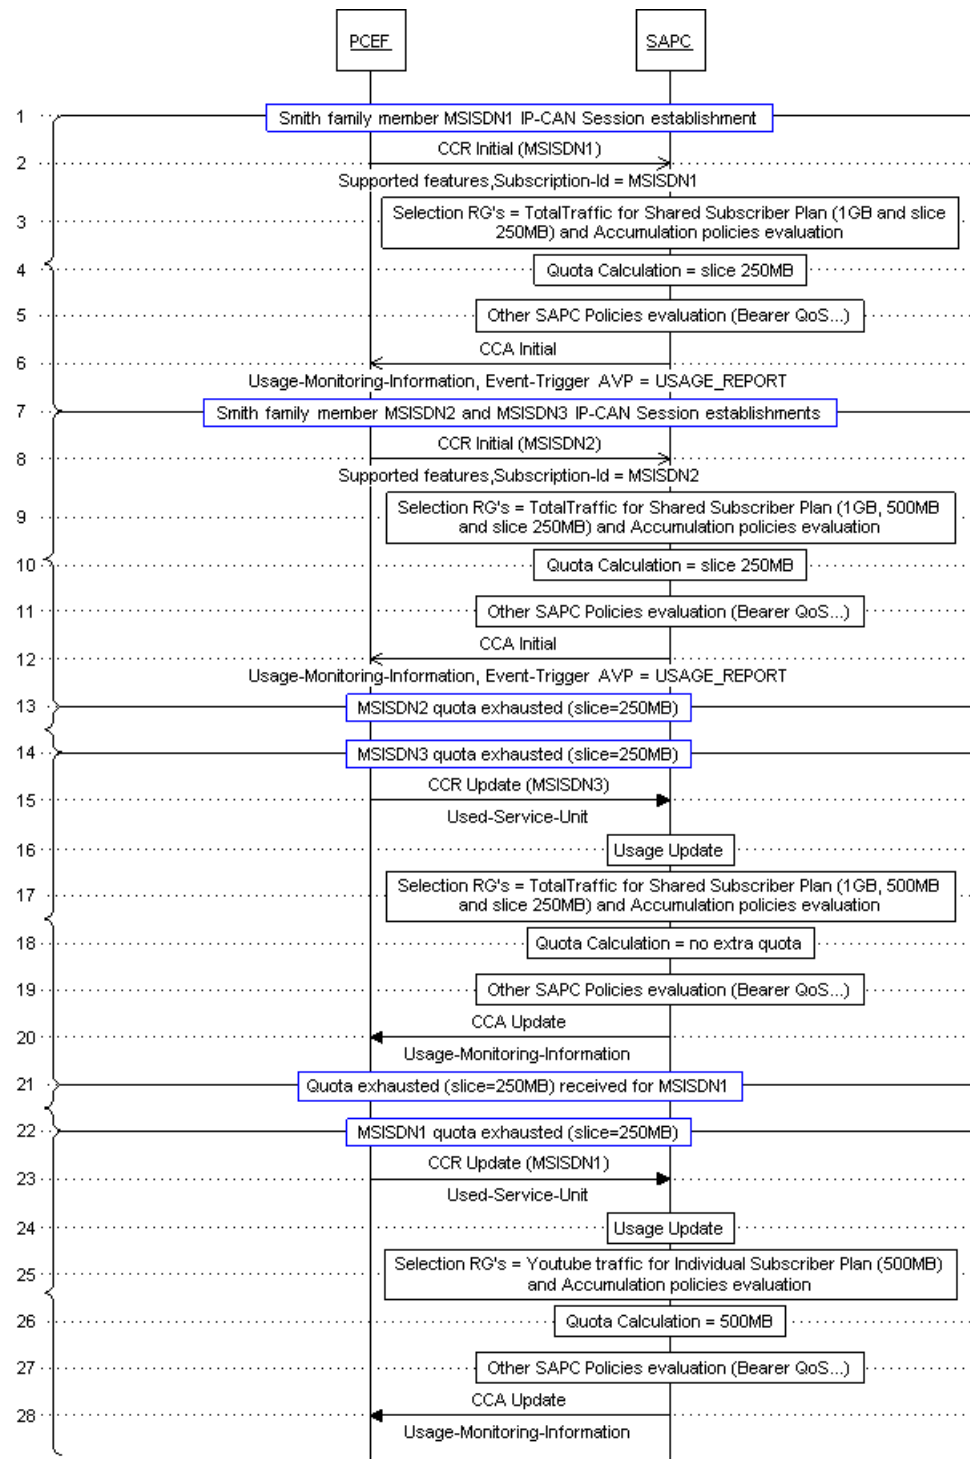 PCEF SAPC
1 Smith family member MSISDN1 IP-CAN Session establishment
CCR Initial (MSISDN1)
2
Supported features,Subscription-Id = MSISDN1
Selection RG's = TotalTraffic for Shared Subscriber Plan (1GB and slice
3
250MB) and Accumulation policies evaluation
4 Quota Calculation = slice 250MB
5 Other SAPC Policies evaluation (Bearer QoS...)
CCA Initial
6
Usage-Monitoring-Information, Event-Trigger AVP = USAGE_REPORT
7 Smith family member MSISDN2 and MSISDN3 IP-CAN Session establishments
CCR Initial (MSISDN2)
8
Supported features,Subscription-Id = MSISDN2
Selection RG's = TotalTraffic for Shared Subscriber Plan (1GB, 500MB
9
and slice 250MB) and Accumulation policies evaluation
10 Quota Calculation = slice 250MB
11 Other SAPC Policies evaluation (Bearer QoS...)
CCA Initial
12
Usage-Monitoring-Information, Event-Trigger AVP = USAGE_REPORT
13 MSISDN2 quota exhausted (slice=250MB)
14 MSISDN3 quota exhausted (slice=250MB)
CCR Update (MSISDN3)
15
Used-Service-Unit
16 Usage Update
Selection RG's = TotalTraffic for Shared Subscriber Plan (1GB, 500MB
17
and slice 250MB) and Accumulation policies evaluation
18 Quota Calculation = no extra quota
19 Other SAPC Policies evaluation (Bearer QoS...)
CCA Update
20
Usage-Monitoring-Information
21 Quota exhausted (slice=250MB) received for MSISDN1
22 MSISDN1 quota exhausted (slice=250MB)
CCR Update (MSISDN1)
23
Used-Service-Unit
24 Usage Update
Selection RG's = Youtube traffic for Individual Subscriber Plan (500MB)
25
and Accumulation policies evaluation
26 Quota Calculation = 500MB
27 Other SAPC Policies evaluation (Bearer QoS...)
CCA Update
28
Usage-Monitoring-Information